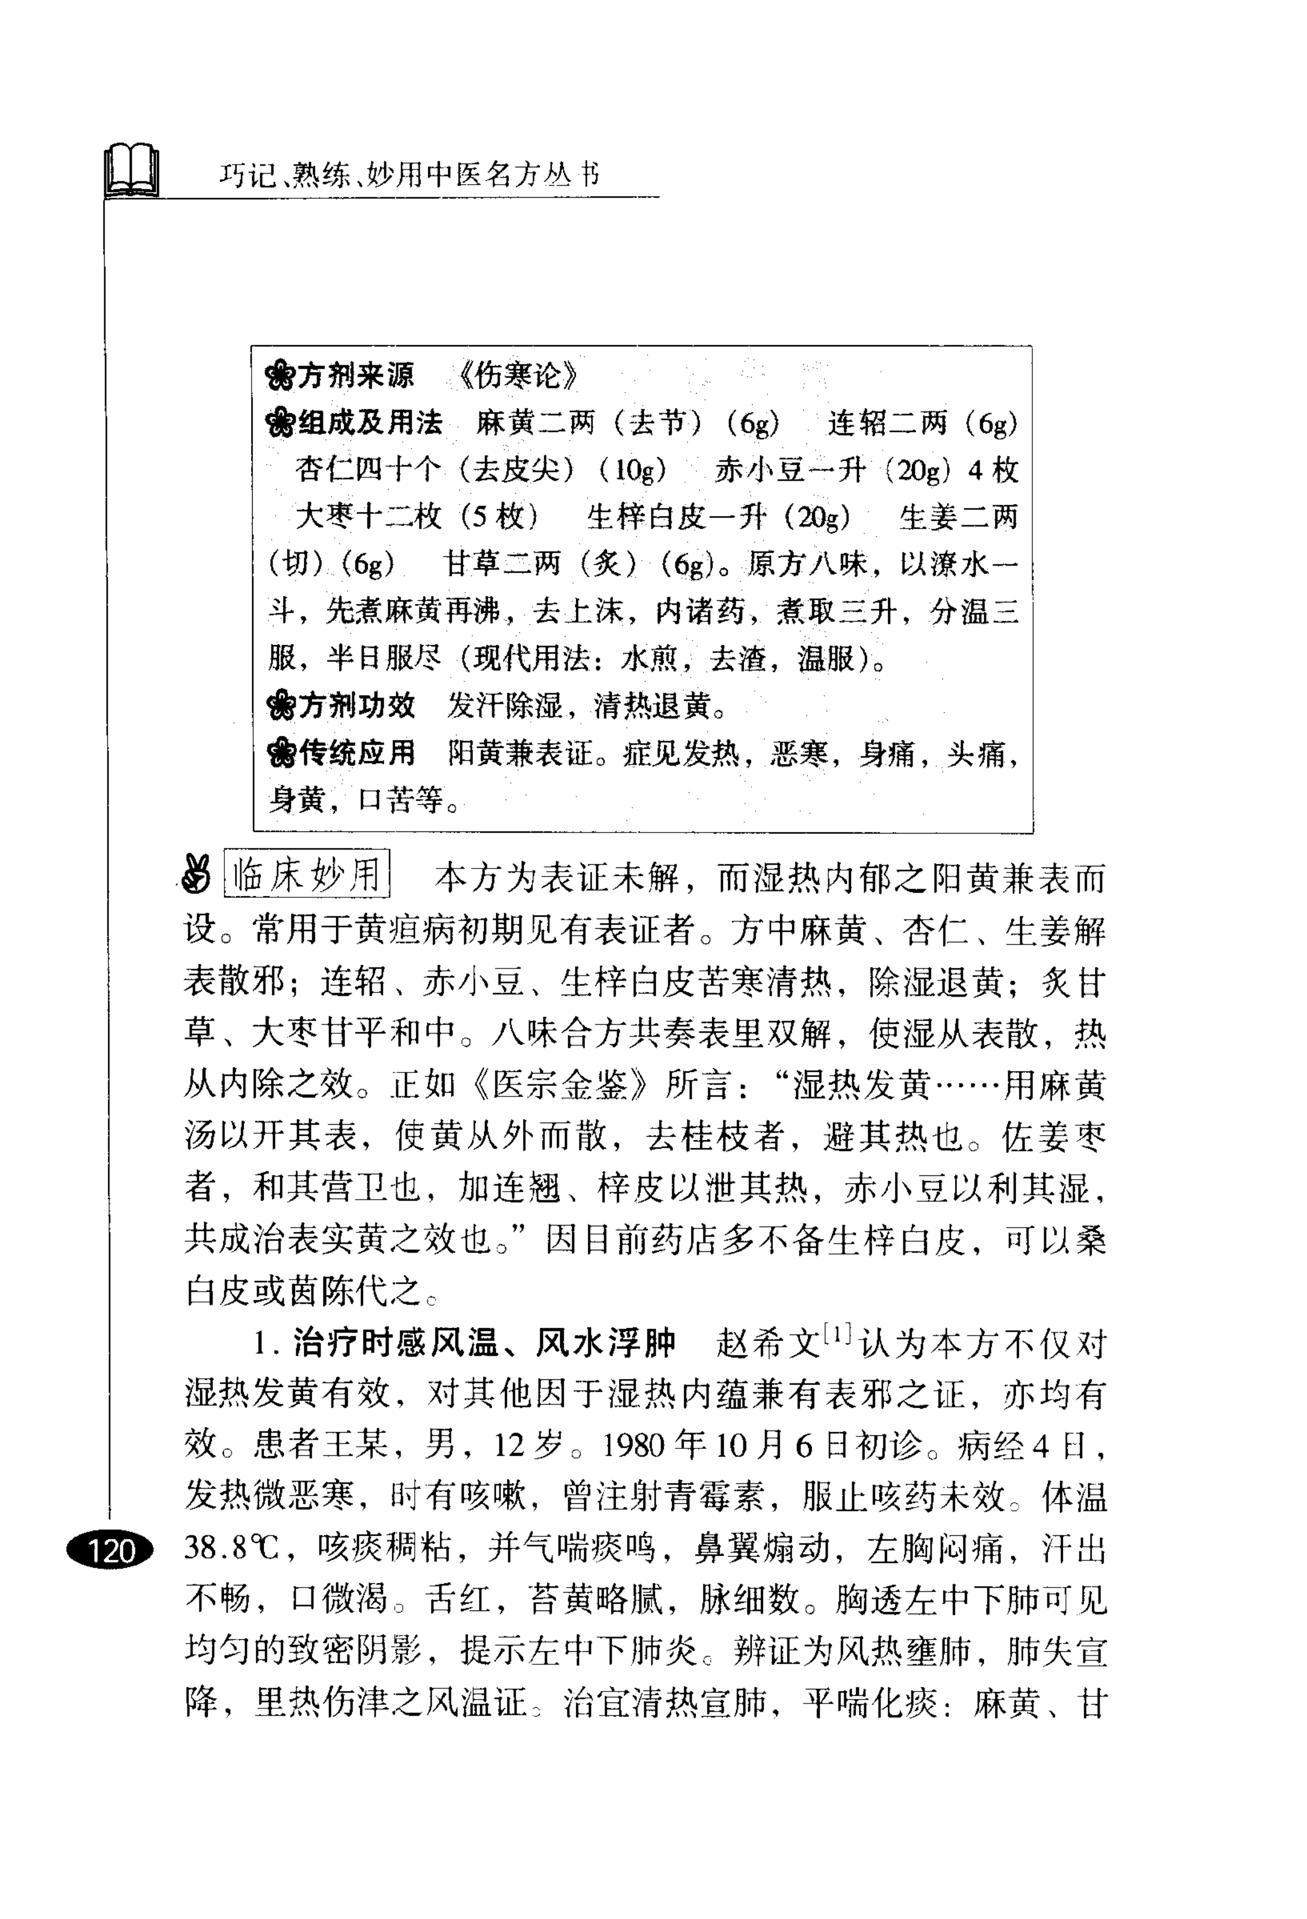 巧记、熟练、妙用中医名方丛书
方剂来源 《伤寒论》
组成及用法 麻黄二两（去节）（6g） 连轺二两（6g）
杏仁四十个（去皮尖）（10g） 赤小豆一升（20g）4枚
大枣十二枚（5枚） 生梓白皮一升（20g） 生姜二两
（切）（6g） 甘草二两（炙）（6g）。原方八味，以潦水一
斗，先煮麻黄再沸，去上沫，内诸药，煮取三升，分温三
服，半日服尽（现代用法：水煎，去渣，温服）。
方剂功效 发汗除湿，清热退黄。
传统应用 阳黄兼表证。症见发热，恶寒，身痛，头痛，
身黄，口苦等。
临床妙用 本方为表证未解，而湿热内郁之阳黄兼表而
设。常用于黄疸病初期见有表证者。方中麻黄、杏仁、生姜解
表散邪；连轺、赤小豆、生梓白皮苦寒清热，除湿退黄；炙甘
草、大枣甘平和中。八味合方共奏表里双解，使湿从表散，热
从内除之效。正如《医宗金鉴》所言：“湿热发黄……用麻黄
汤以开其表，使黄从外而散，去桂枝者，避其热也。佐姜枣
者，和其营卫也，加连翘、梓皮以泄其热，赤小豆以利其湿，
共成治表实黄之效也。”因目前药店多不备生梓白皮，可以桑
白皮或茵陈代之。
1. 治疗时感风温、风水浮肿 赵希文[1]认为本方不仅对
湿热发黄有效，对其他因于湿热内蕴兼有表邪之证，亦均有
效。患者王某，男，12岁。1980年10月6日初诊。病经4日，
发热微恶寒，时有咳嗽，曾注射青霉素，服止咳药未效。体温
38.8℃，咳痰稠粘，并气喘痰鸣，鼻翼煽动，左胸闷痛，汗出
不畅，口微渴。舌红，苔黄略腻，脉细数。胸透左中下肺可见
均匀的致密阴影，提示左中下肺炎。辨证为风热壅肺，肺失宣
降，里热伤津之风温证。治宜清热宣肺，平喘化痰：麻黄、甘
120